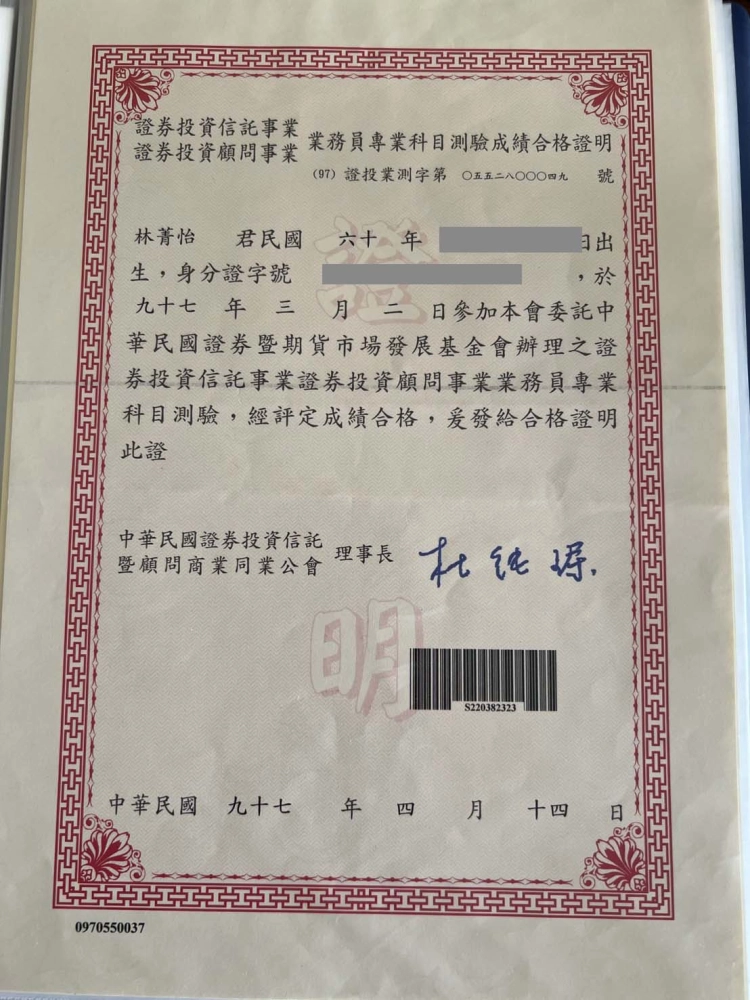 證券投資信託事業
證券投資顧問事業
業務員專業科目測驗成績合格證明
(97) 證投業測字第 〇五五二八〇〇〇四九 號
林菁怡 君民國 六十 年 日出
生，身分證字號 ，於
九十七 年 三 月 二 日參加本會委託中
華民國證券暨期貨市場發展基金會辦理之證
券投資信託事業證券投資顧問事業業務員專業
科目測驗，經評定成績合格，爰發給合格證明
此證
中華民國證券投資信託
暨顧問商業同業公會
理事長
S220382323
中華民國 九十七 年 四 月 十四 日
0970550037
證
明